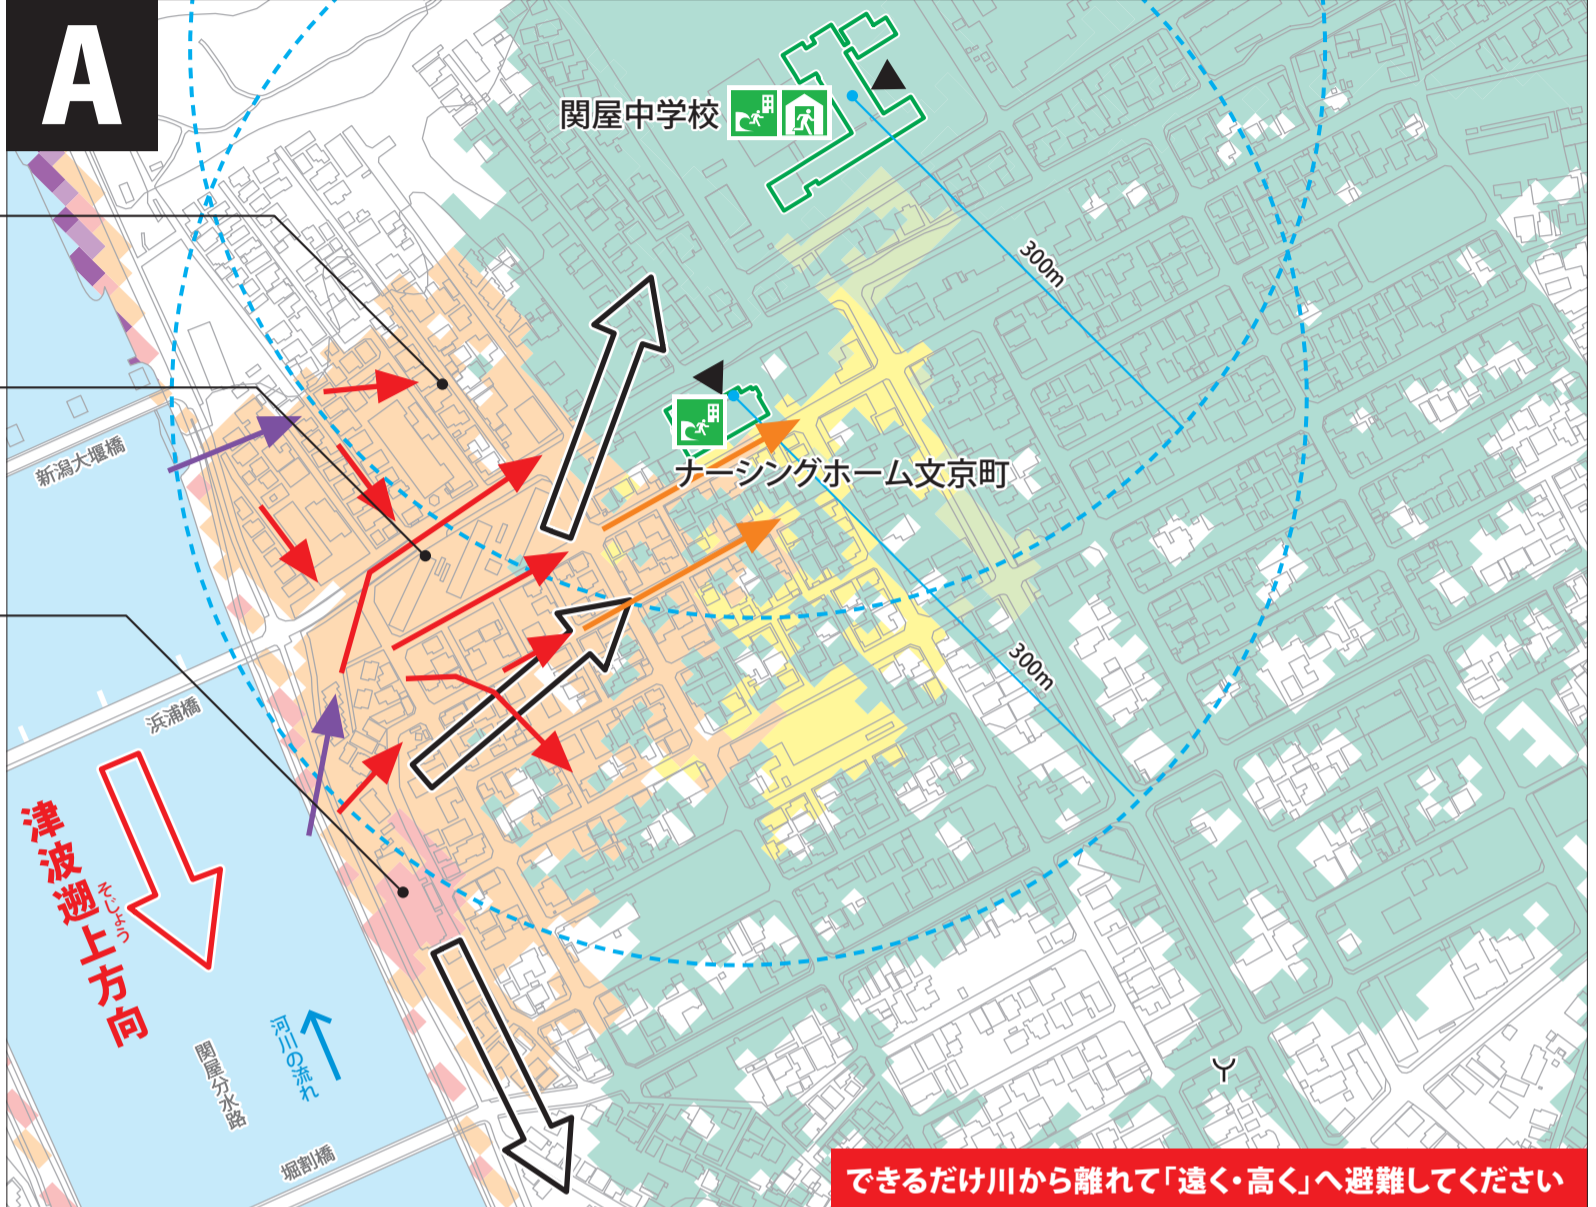 A
関屋中学校
300m
新潟大堰橋
ナーシングホーム文京町
300m
浜浦橋
津波遡上方向
そじょう
河川の流れ
関屋分水路
堀割橋
できるだけ川から離れて「遠く・高く」へ避難してください